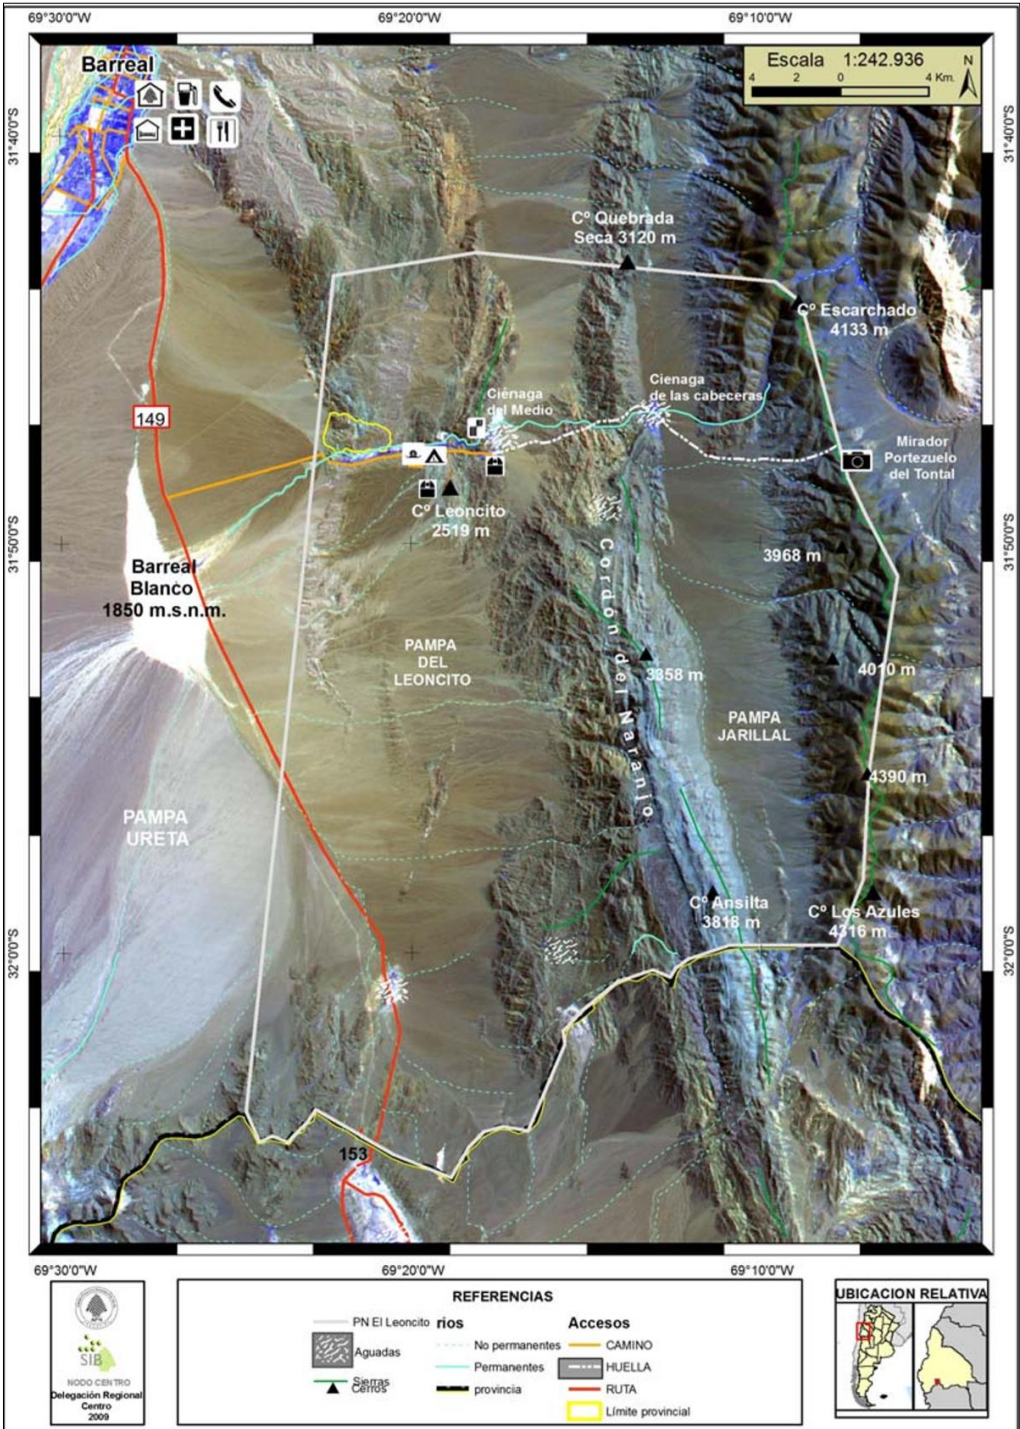 69°30'0"W 69°20'0"W 69°10'0"W
Barreal
Escala 1:242.936
N
4 2 0 4 Km.
31°40'0"S
31°40'0"S
Cº Quebrada
Seca 3120 m
Cº Escarchado
4133 m
149
Ciénaga
del Medio
Cienaga
de las cabeceras
Mirador
Portezuelo
del Tontal
Cº Leoncito
2519 m
31°50'0"S
31°50'0"S
3968 m
Barreal
Blanco
1850 m.s.n.m.
Cordon del Naranjo
PAMPA
DEL
LEONCITO
3358 m
4010 m
PAMPA
JARILLAL
4390 m
PAMPA
URETA
Cº Ansilta
3818 m
Cº Los Azules
4316 m
32°0'0"S
32°0'0"S
153
69°30'0"W 69°20'0"W 69°10'0"W
SIB
NODO CENTRO
Delegación Regional
Centro
2009
REFERENCIAS
PN El Leoncito
Aguadas
Sierras
Cerros
rios
No permanentes
Permanentes
provincia
Accesos
CAMINO
HUELLA
RUTA
Límite provincial
UBICACION RELATIVA